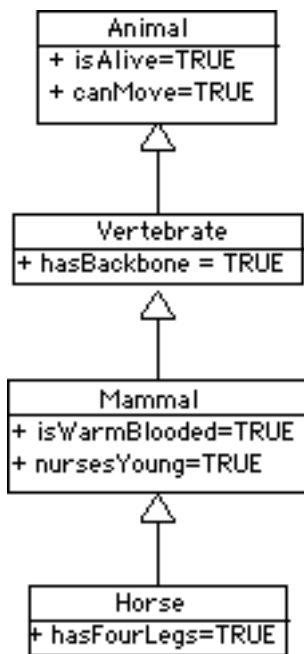 Animal
+ isAlive=TRUE
+ canMove=TRUE
Vertebrate
+ hasBackbone = TRUE
Mammal
+ isWarmBlooded=TRUE
+ nursesYoung=TRUE
Horse
+ hasFourLegs=TRUE